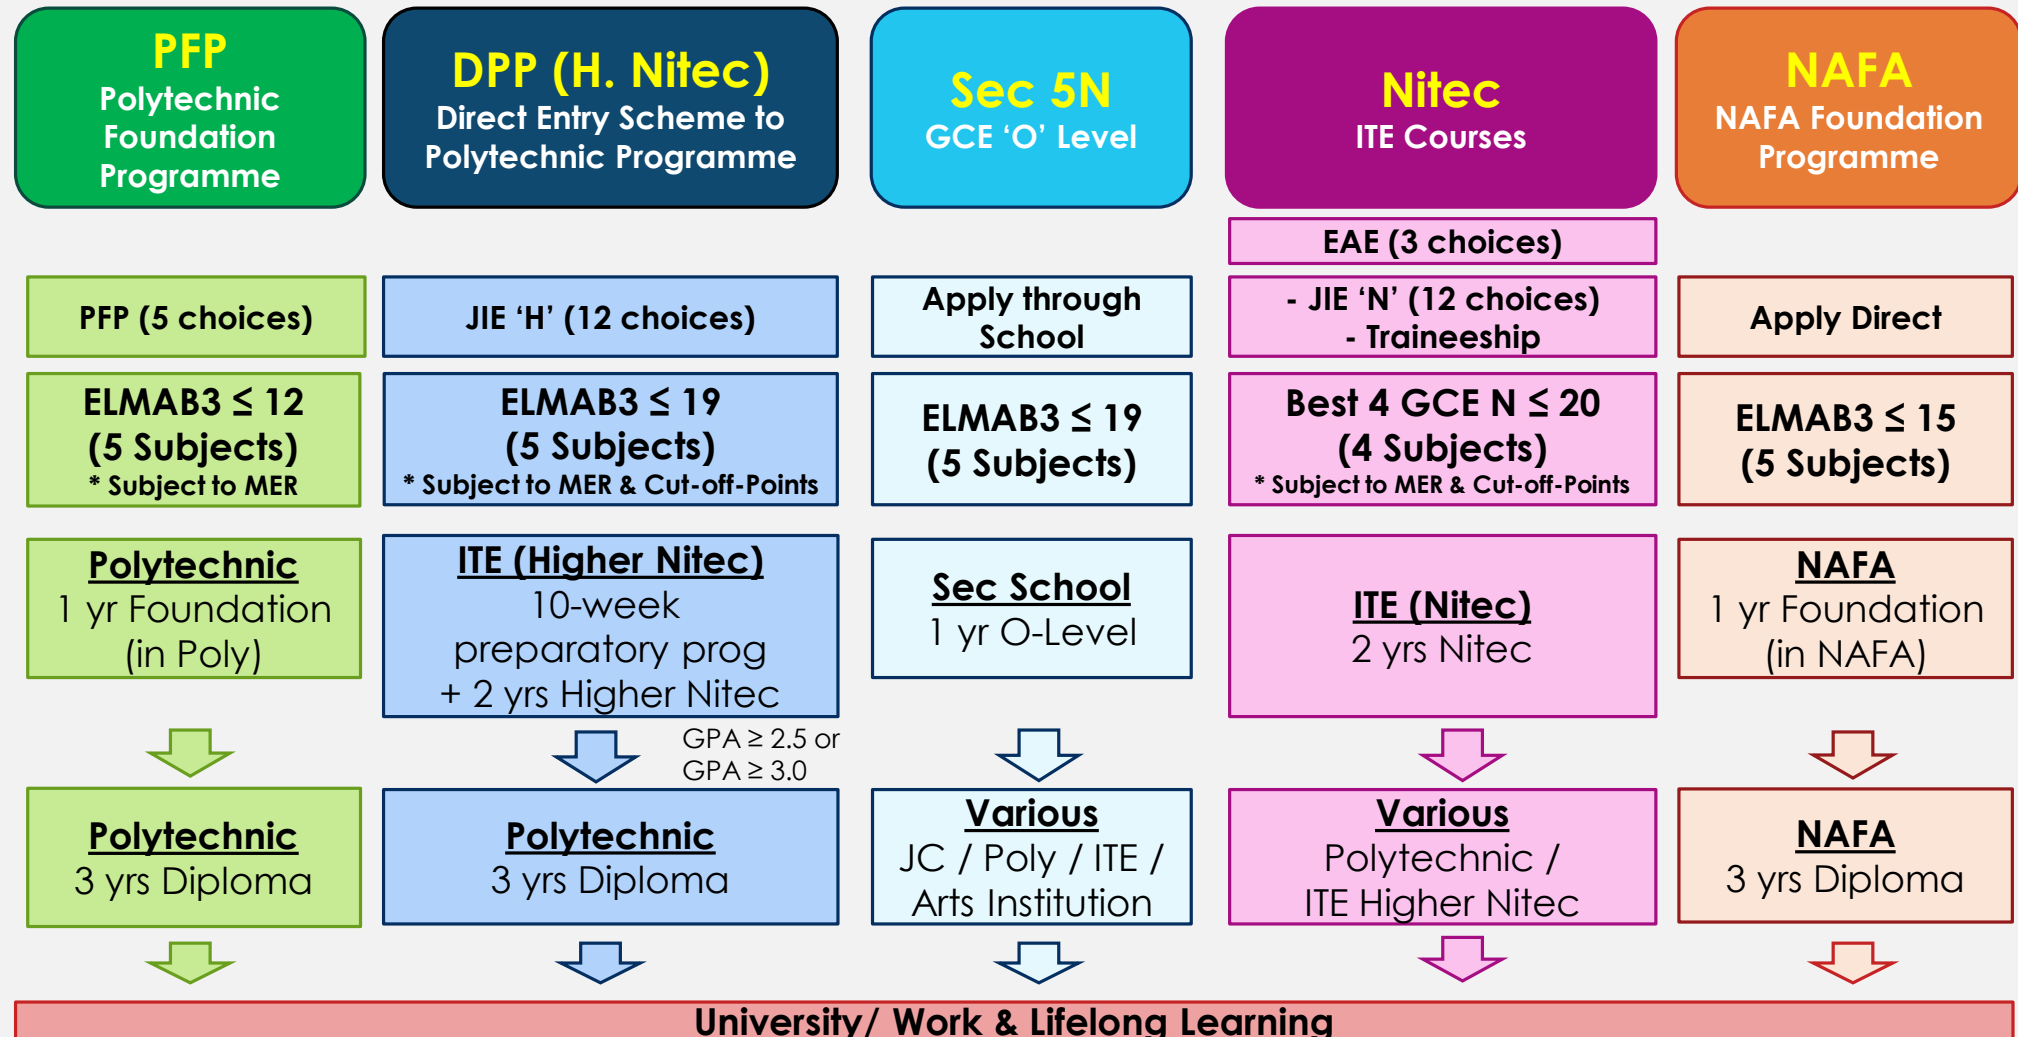 PFP
Polytechnic
Foundation
Programme
DPP (H. Nitec)
Direct Entry Scheme to
Polytechnic Programme
Sec 5N
GCE ‘O’ Level
Nitec
ITE Courses
NAFA
NAFA Foundation
Programme
EAE (3 choices)
PFP (5 choices)
JIE ‘H’ (12 choices)
Apply through
School
- JIE ‘N’ (12 choices)
- Traineeship
Apply Direct
ELMAB3 ≤ 12
(5 Subjects)
* Subject to MER
ELMAB3 ≤ 19
(5 Subjects)
* Subject to MER & Cut-off-Points
ELMAB3 ≤ 19
(5 Subjects)
Best 4 GCE N ≤ 20
(4 Subjects)
* Subject to MER & Cut-off-Points
ELMAB3 ≤ 15
(5 Subjects)
Polytechnic
1 yr Foundation
(in Poly)
ITE (Higher Nitec)
10-week
preparatory prog
+ 2 yrs Higher Nitec
Sec School
1 yr O-Level
ITE (Nitec)
2 yrs Nitec
NAFA
1 yr Foundation
(in NAFA)
GPA ≥ 2.5 or
GPA ≥ 3.0
Polytechnic
3 yrs Diploma
Polytechnic
3 yrs Diploma
Various
JC / Poly / ITE /
Arts Institution
Various
Polytechnic /
ITE Higher Nitec
NAFA
3 yrs Diploma
University/ Work & Lifelong Learning